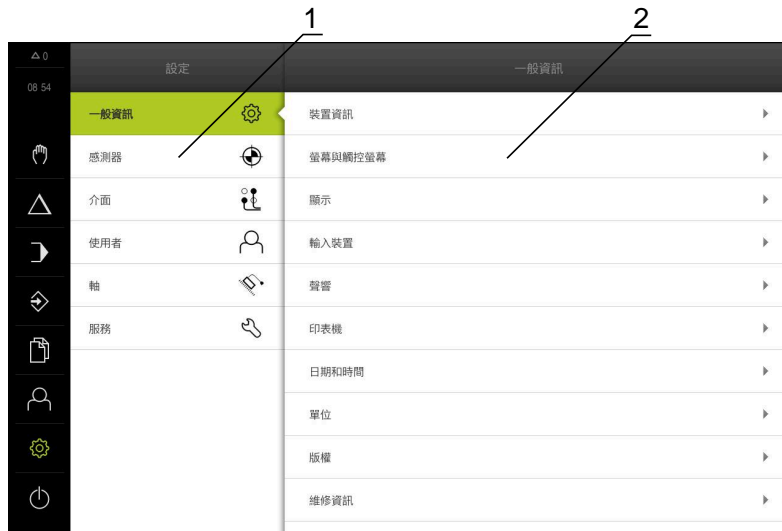 1
2
0
設定
一般資訊
08 54
一般資訊
裝置資訊
感測器
螢幕與觸控螢幕
介面
顯示
使用者
輸入裝置
軸
聲響
服務
印表機
日期和時間
單位
版權
維修資訊